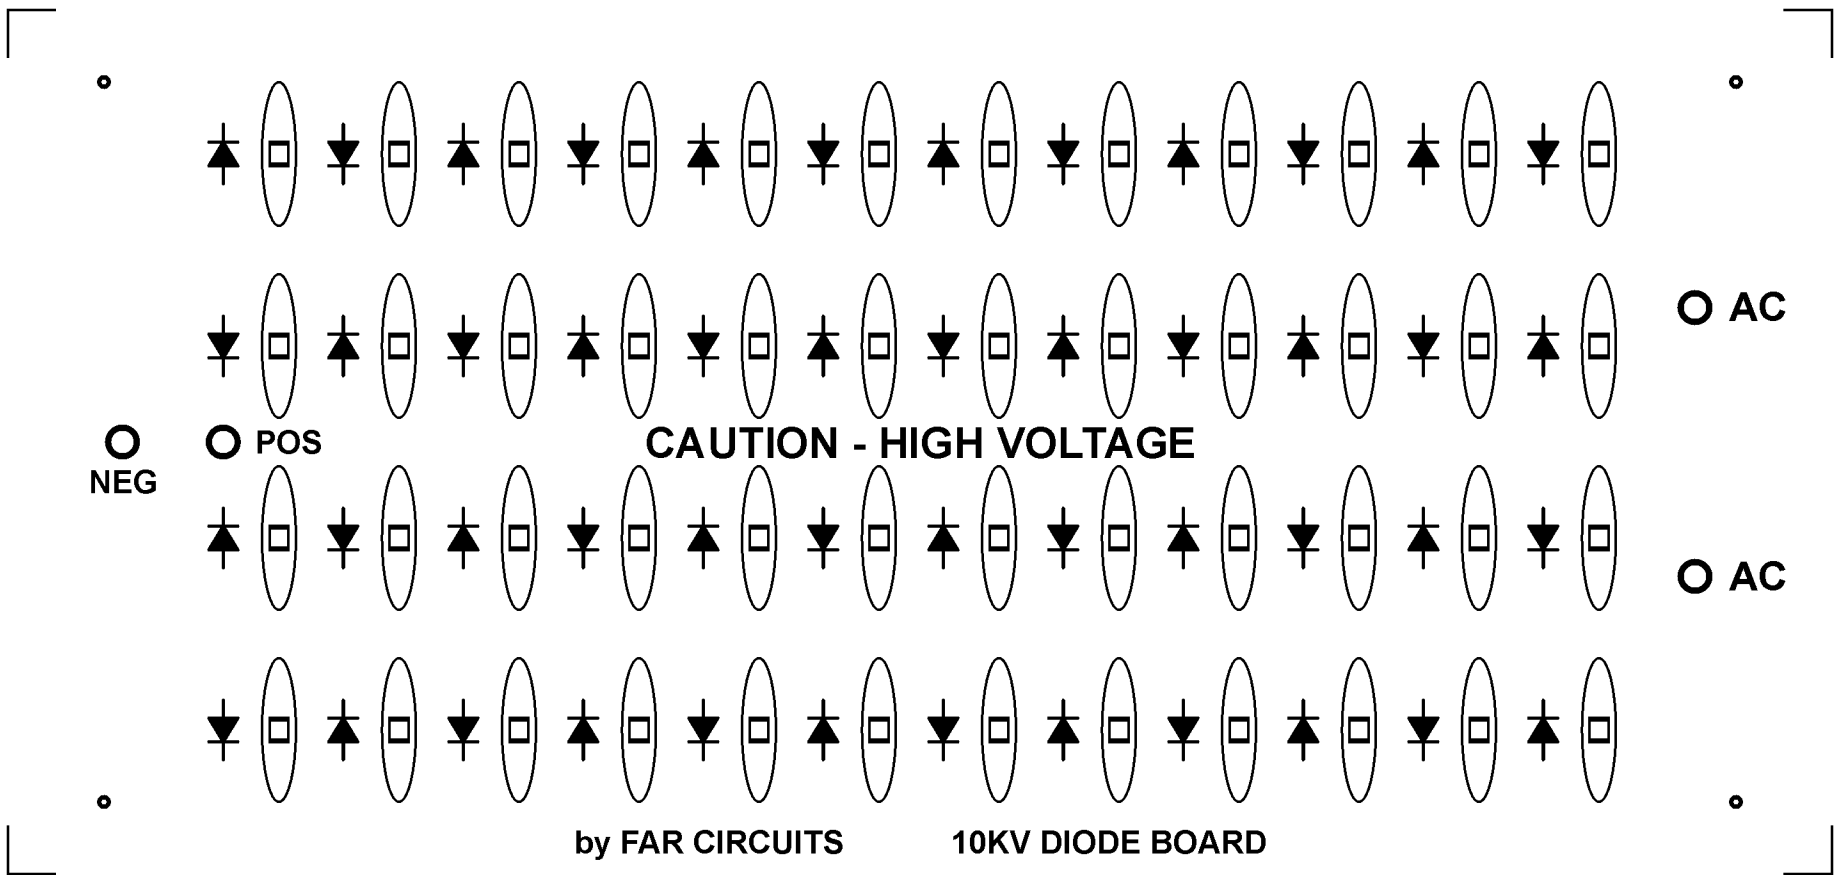 AC
POS
CAUTION - HIGH VOLTAGE
NEG
AC
by FAR CIRCUITS
10KV DIODE BOARD